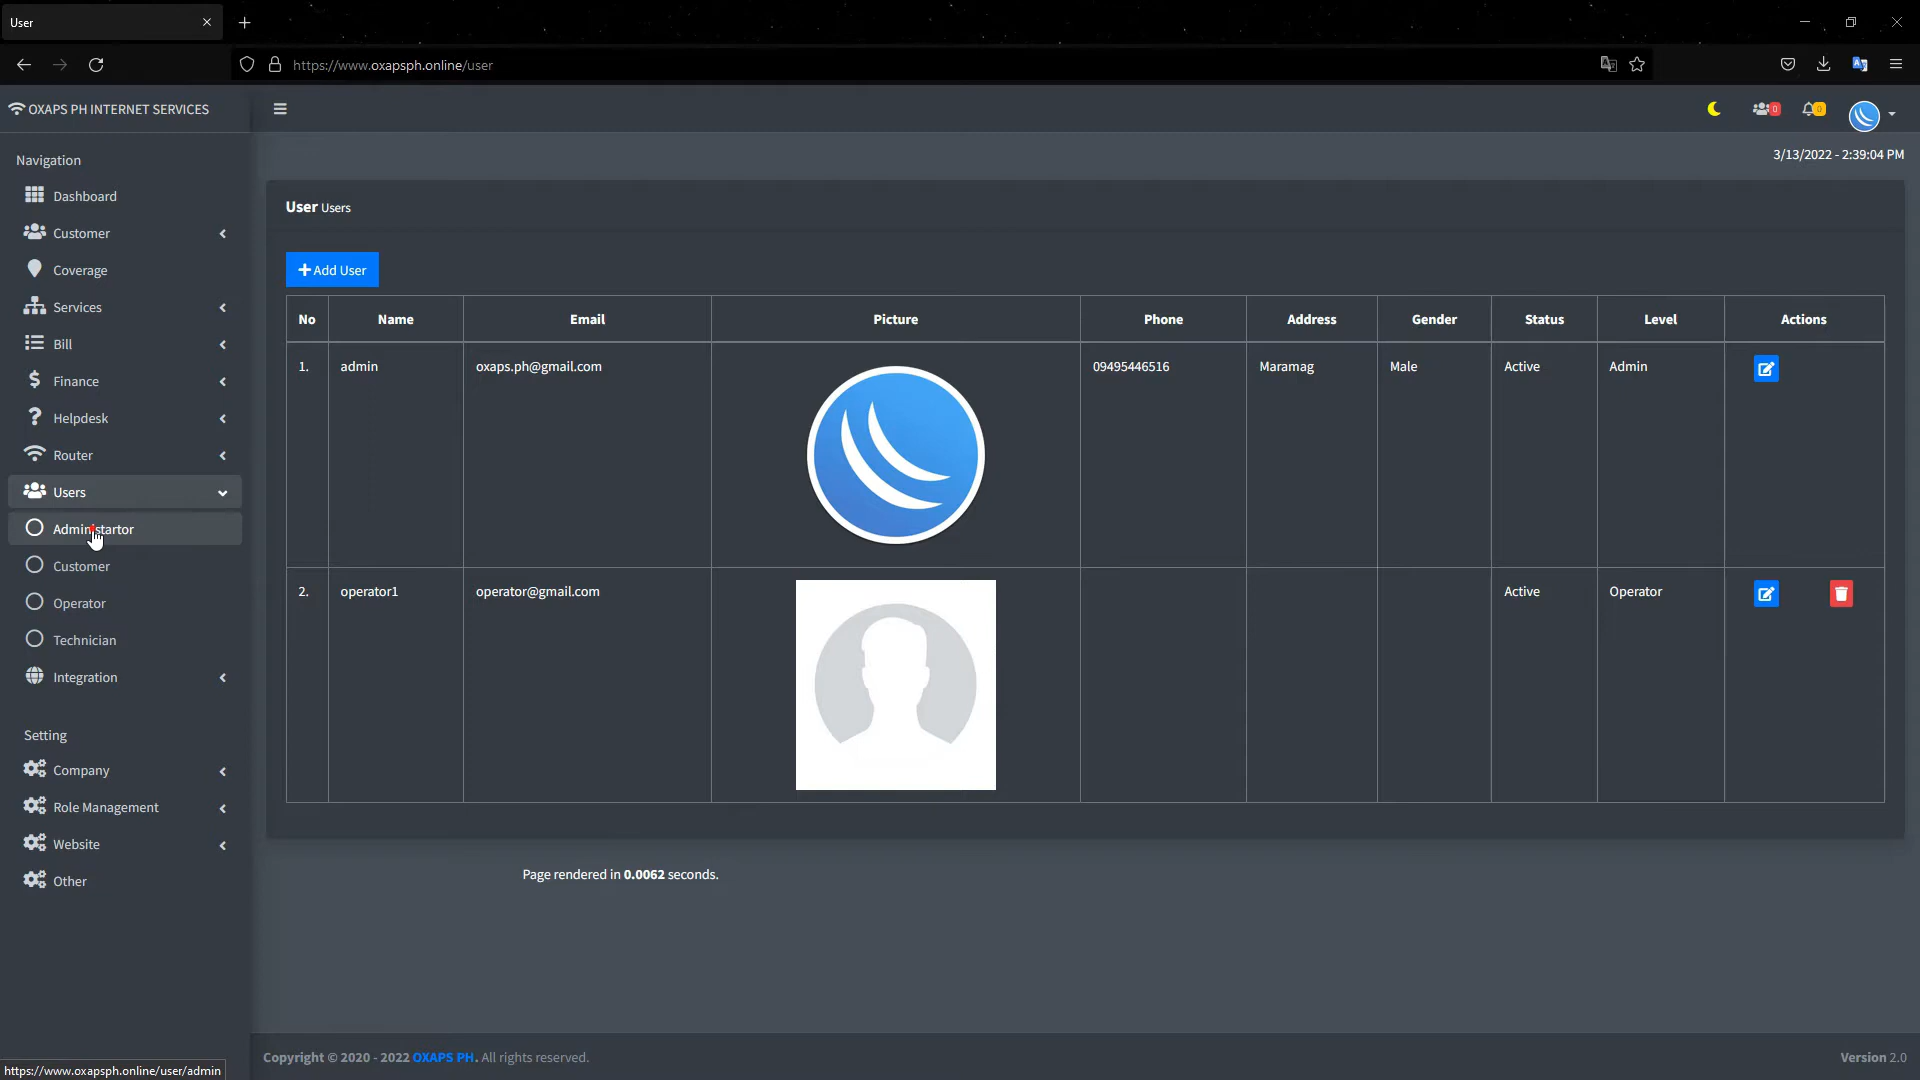 User
https://www.oxapsph.online/user
OXAPS PH INTERNET SERVICES
0
0
3/13/2022 - 2:39:04 PM
Navigation
Dashboard
Customer
Coverage
Services
Bill
Finance
Helpdesk
Router
Users
Administartor
Customer
Operator
Technician
Integration
Setting
Company
Role Management
Website
Other
User Users
Add User
No Name Email Picture Phone Address Gender Status Level Actions
1. admin oxaps.ph@gmail.com 09495446516 Maramag Male Active Admin
2. operator1 operator@gmail.com Active Operator
Page rendered in 0.0062 seconds.
Copyright © 2020 - 2022 OXAPS PH. All rights reserved.
Version 2.0
https://www.oxapsph.online/user/admin